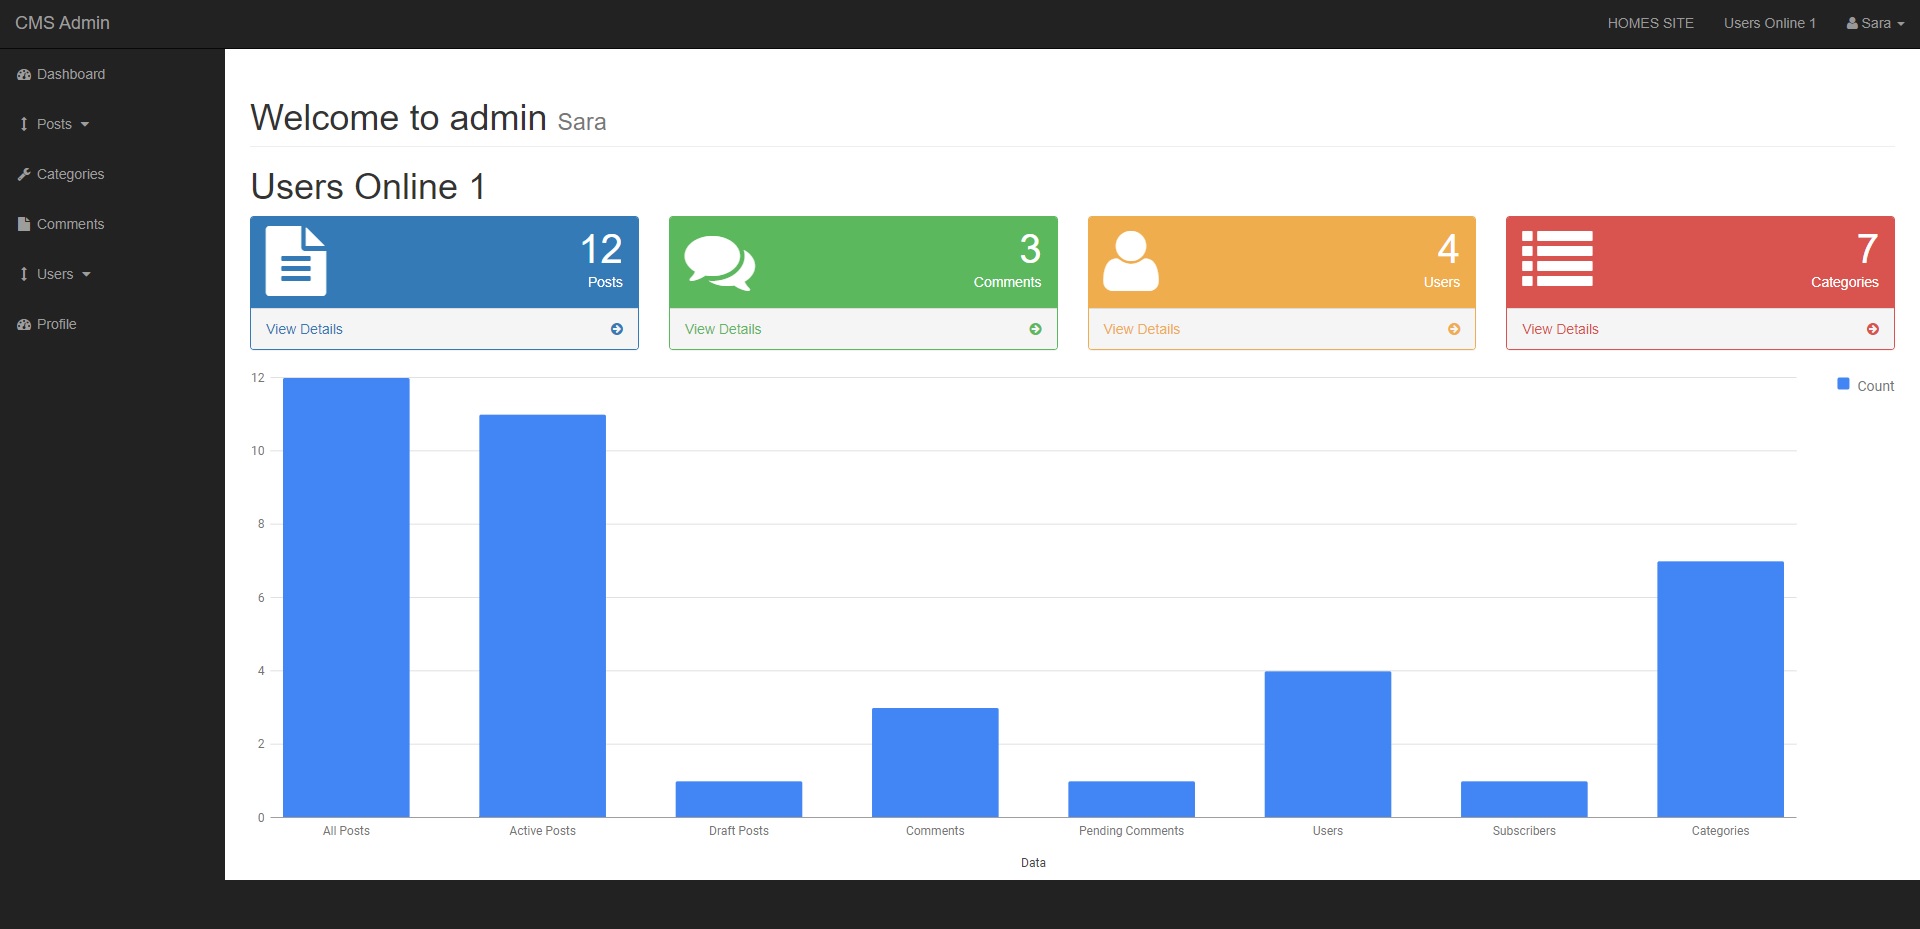 CMS Admin
HOMES SITE
Users Online 1
Sara
Dashboard
Posts
Categories
Comments
Users
Profile
Welcome to admin Sara
Users Online 1
12
Posts
View Details
3
Comments
View Details
4
Users
View Details
7
Categories
View Details
Count
12
10
8
6
4
2
0
All Posts
Active Posts
Draft Posts
Comments
Pending Comments
Users
Subscribers
Categories
Data